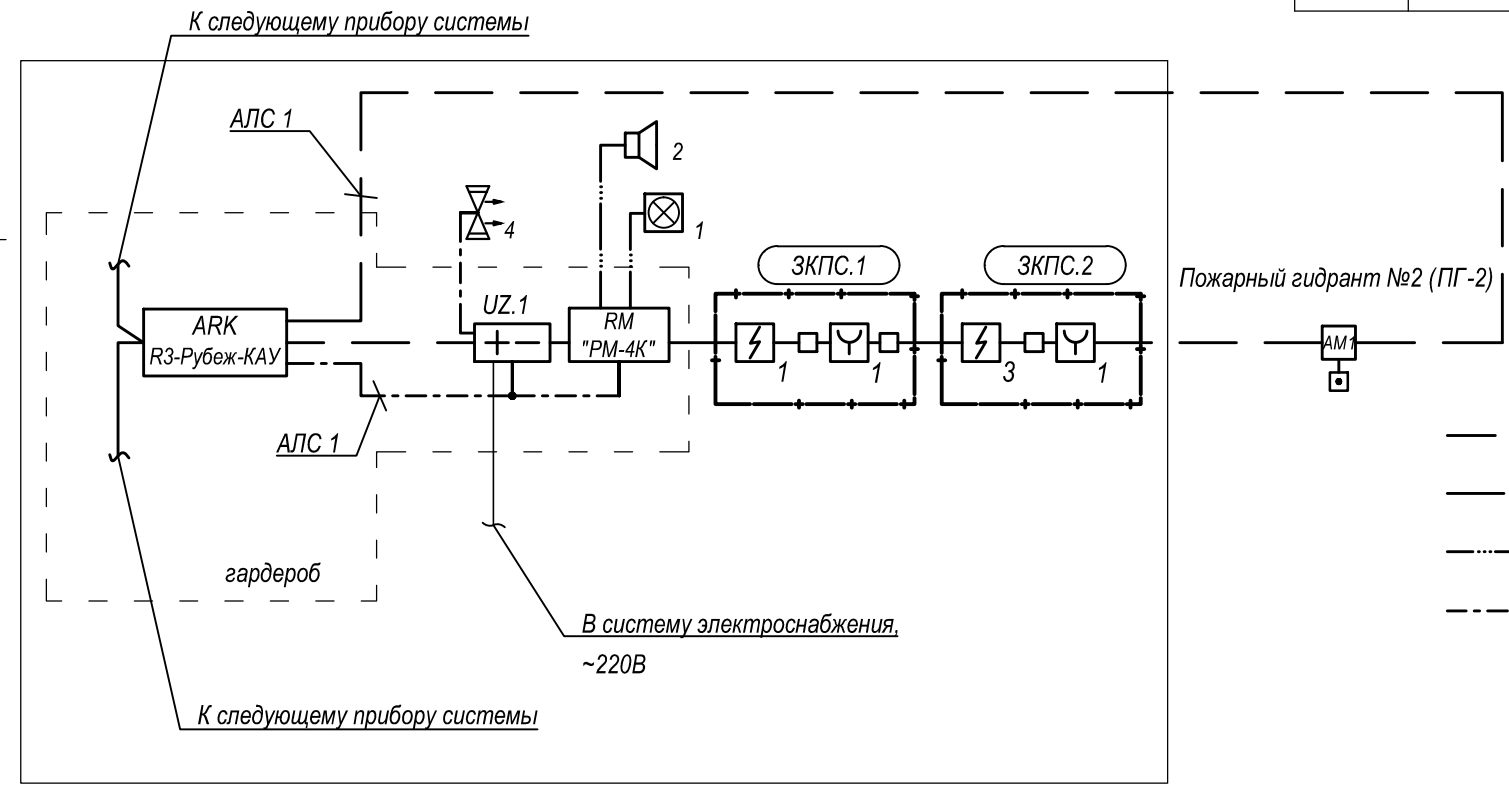 К следующему прибору системы
АЛС 1
2
4
1
ЗКПС.1
ЗКПС.2
Пожарный гидрант №2 (ПГ-2)
UZ.1
ARK
R3-Рубеж-КАУ
RM
"РМ-4К"
АМ1
1
1
3
1
АЛС 1
гардероб
В систему электроснабжения,
~220В
К следующему прибору системы